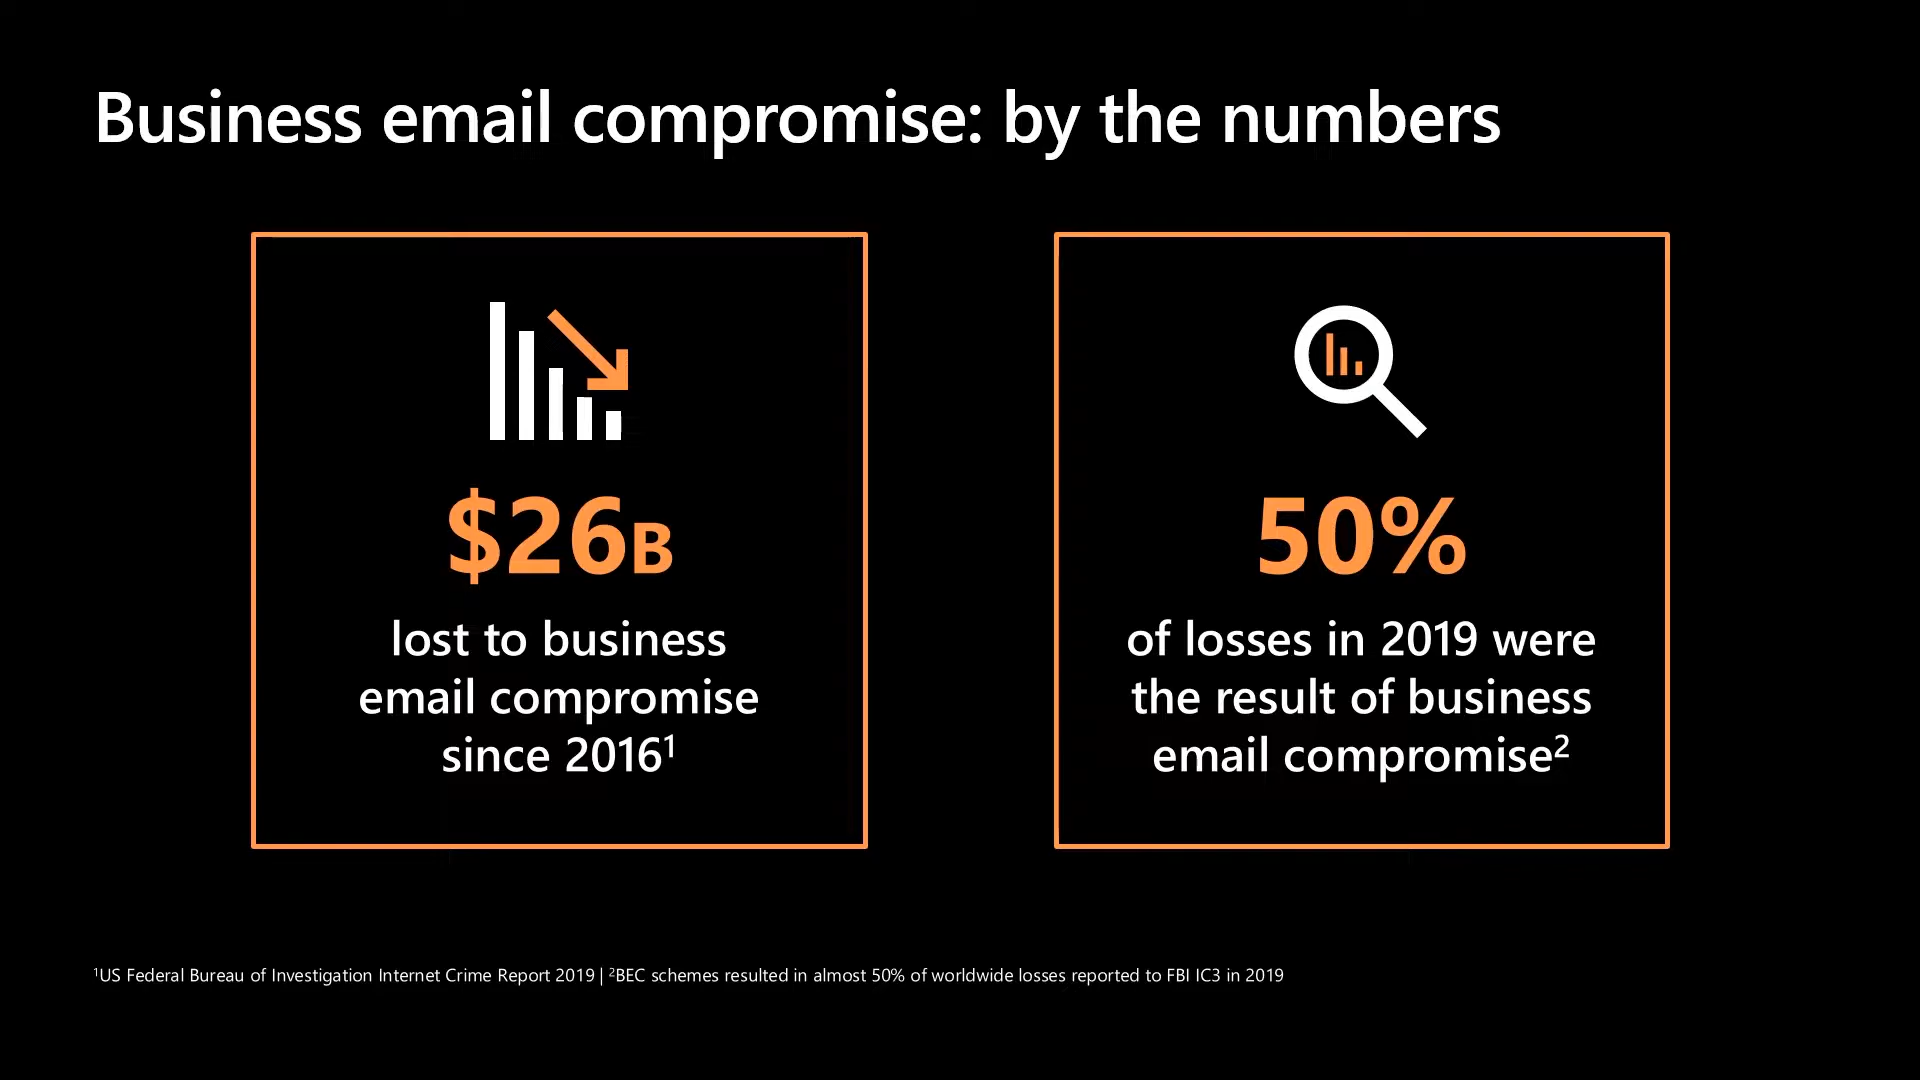 Business email compromise: by the numbers
$26B
lost to business
email compromise
since 2016¹
50%
of losses in 2019 were
the result of business
email compromise²
¹US Federal Bureau of Investigation Internet Crime Report 2019 | ²BEC schemes resulted in almost 50% of worldwide losses reported to FBI IC3 in 2019